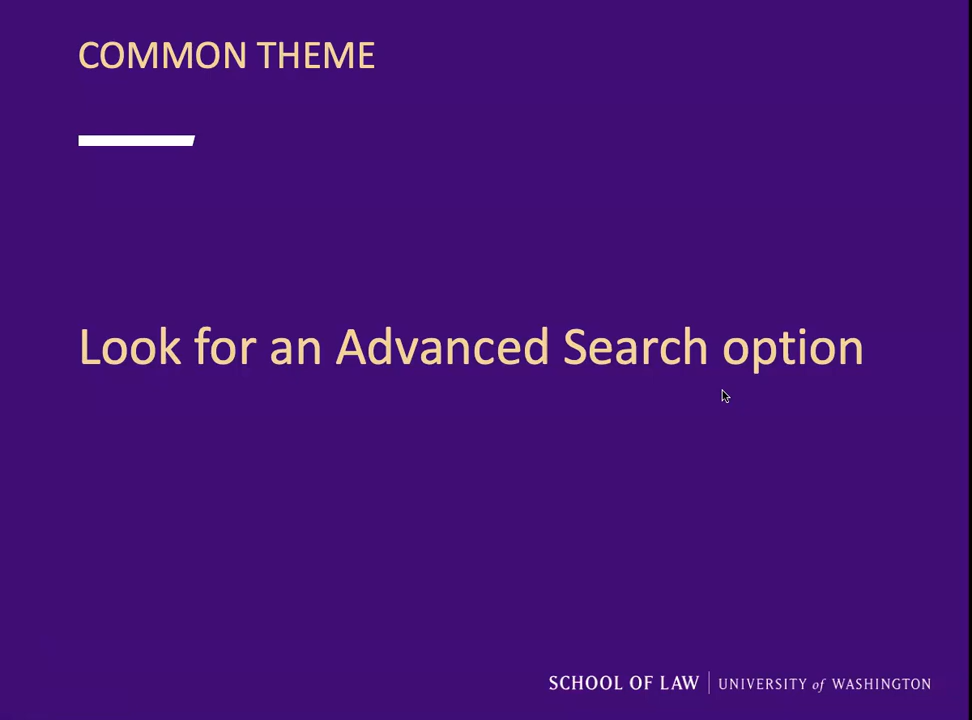 COMMON THEME
Look for an Advanced Search option
SCHOOL OF LAW | UNIVERSITY of WASHINGTON